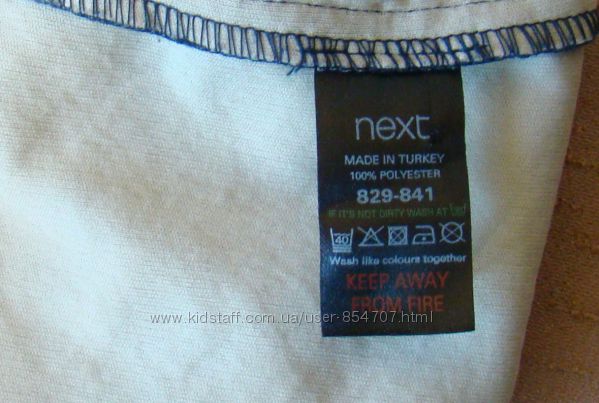 next
MADE IN TURKEY
100% POLYESTER
829-841
IF IT'S NOT DIRTY WASH AT 30°
40
Wash like colours together
KEEP AWAY
FROM FIRE
www.kidstaff.com.ua/user-854707.html